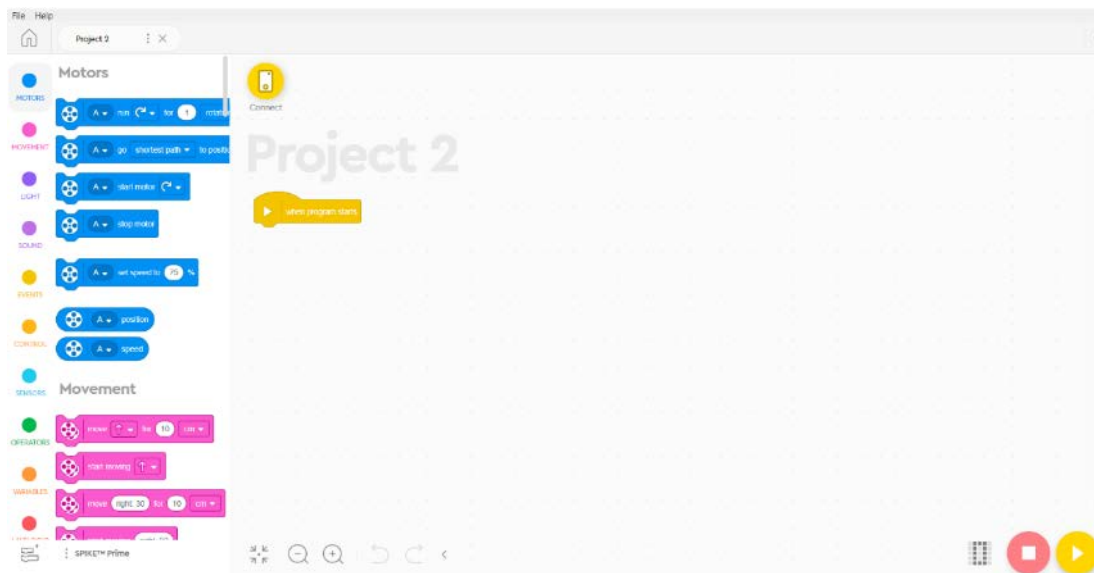 File Help
Project 2
Motors
MOTORS
A run for 1
Connect
MOVEMENT
A go shortest path to
Project 2
LIGHT
A start motor
when program starts
A stop motor
SOUND
A set speed to 75 %
EVENTS
A position
CONTROL
A speed
SENSORS
Movement
OPERATORS
move for 10 cm
start moving
VARIABLES
move right: 30 for 10 cm
SPIKE™ Prime